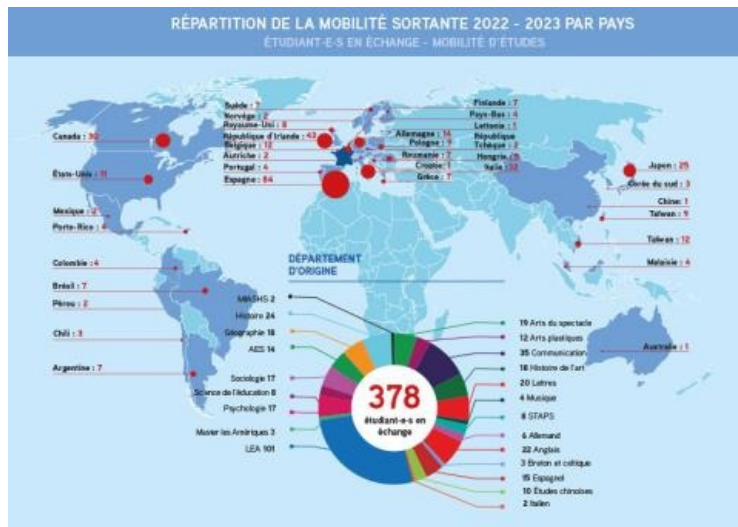 RÉPARTITION DE LA MOBILITÉ SORTANTE 2022 - 2023 PAR PAYS
ÉTUDIANT·E·S EN ÉCHANGE - MOBILITÉ D'ÉTUDES
Suède : 7
Norvège : 2
Royaume-Uni : 8
République d'Irlande : 43
Belgique : 12
Autriche : 2
Portugal : 4
Espagne : 84
Finlande : 7
Pays-Bas : 4
Lettonie : 1
République
Tchèque : 2
Hongrie : 5
Italie : 32
Allemagne : 14
Pologne : 9
Roumanie : 7
Croatie : 1
Grèce : 7
Canada : 30
États-Unis : 11
Mexique : 2
Porto-Rico : 4
Colombie : 4
Brésil : 7
Pérou : 2
Chili : 3
Argentine : 7
Japon : 25
Corée du sud : 3
Chine : 1
Taïwan : 9
Taïwan : 12
Malaisie : 4
Australie : 1
DÉPARTEMENT
D'ORIGINE
MIASHS 2
Histoire 24
Géographie 18
AES 14
Sociologie 17
Science de l'éducation 8
Psychologie 17
Master les Amériques 3
LEA 101
378
étudiant·e·s en
échange
19 Arts du spectacle
12 Arts plastiques
35 Communication
18 Histoire de l'art
20 Lettres
4 Musique
8 STAPS
6 Allemand
22 Anglais
3 Breton et celtique
15 Espagnol
10 Études chinoises
2 Italien